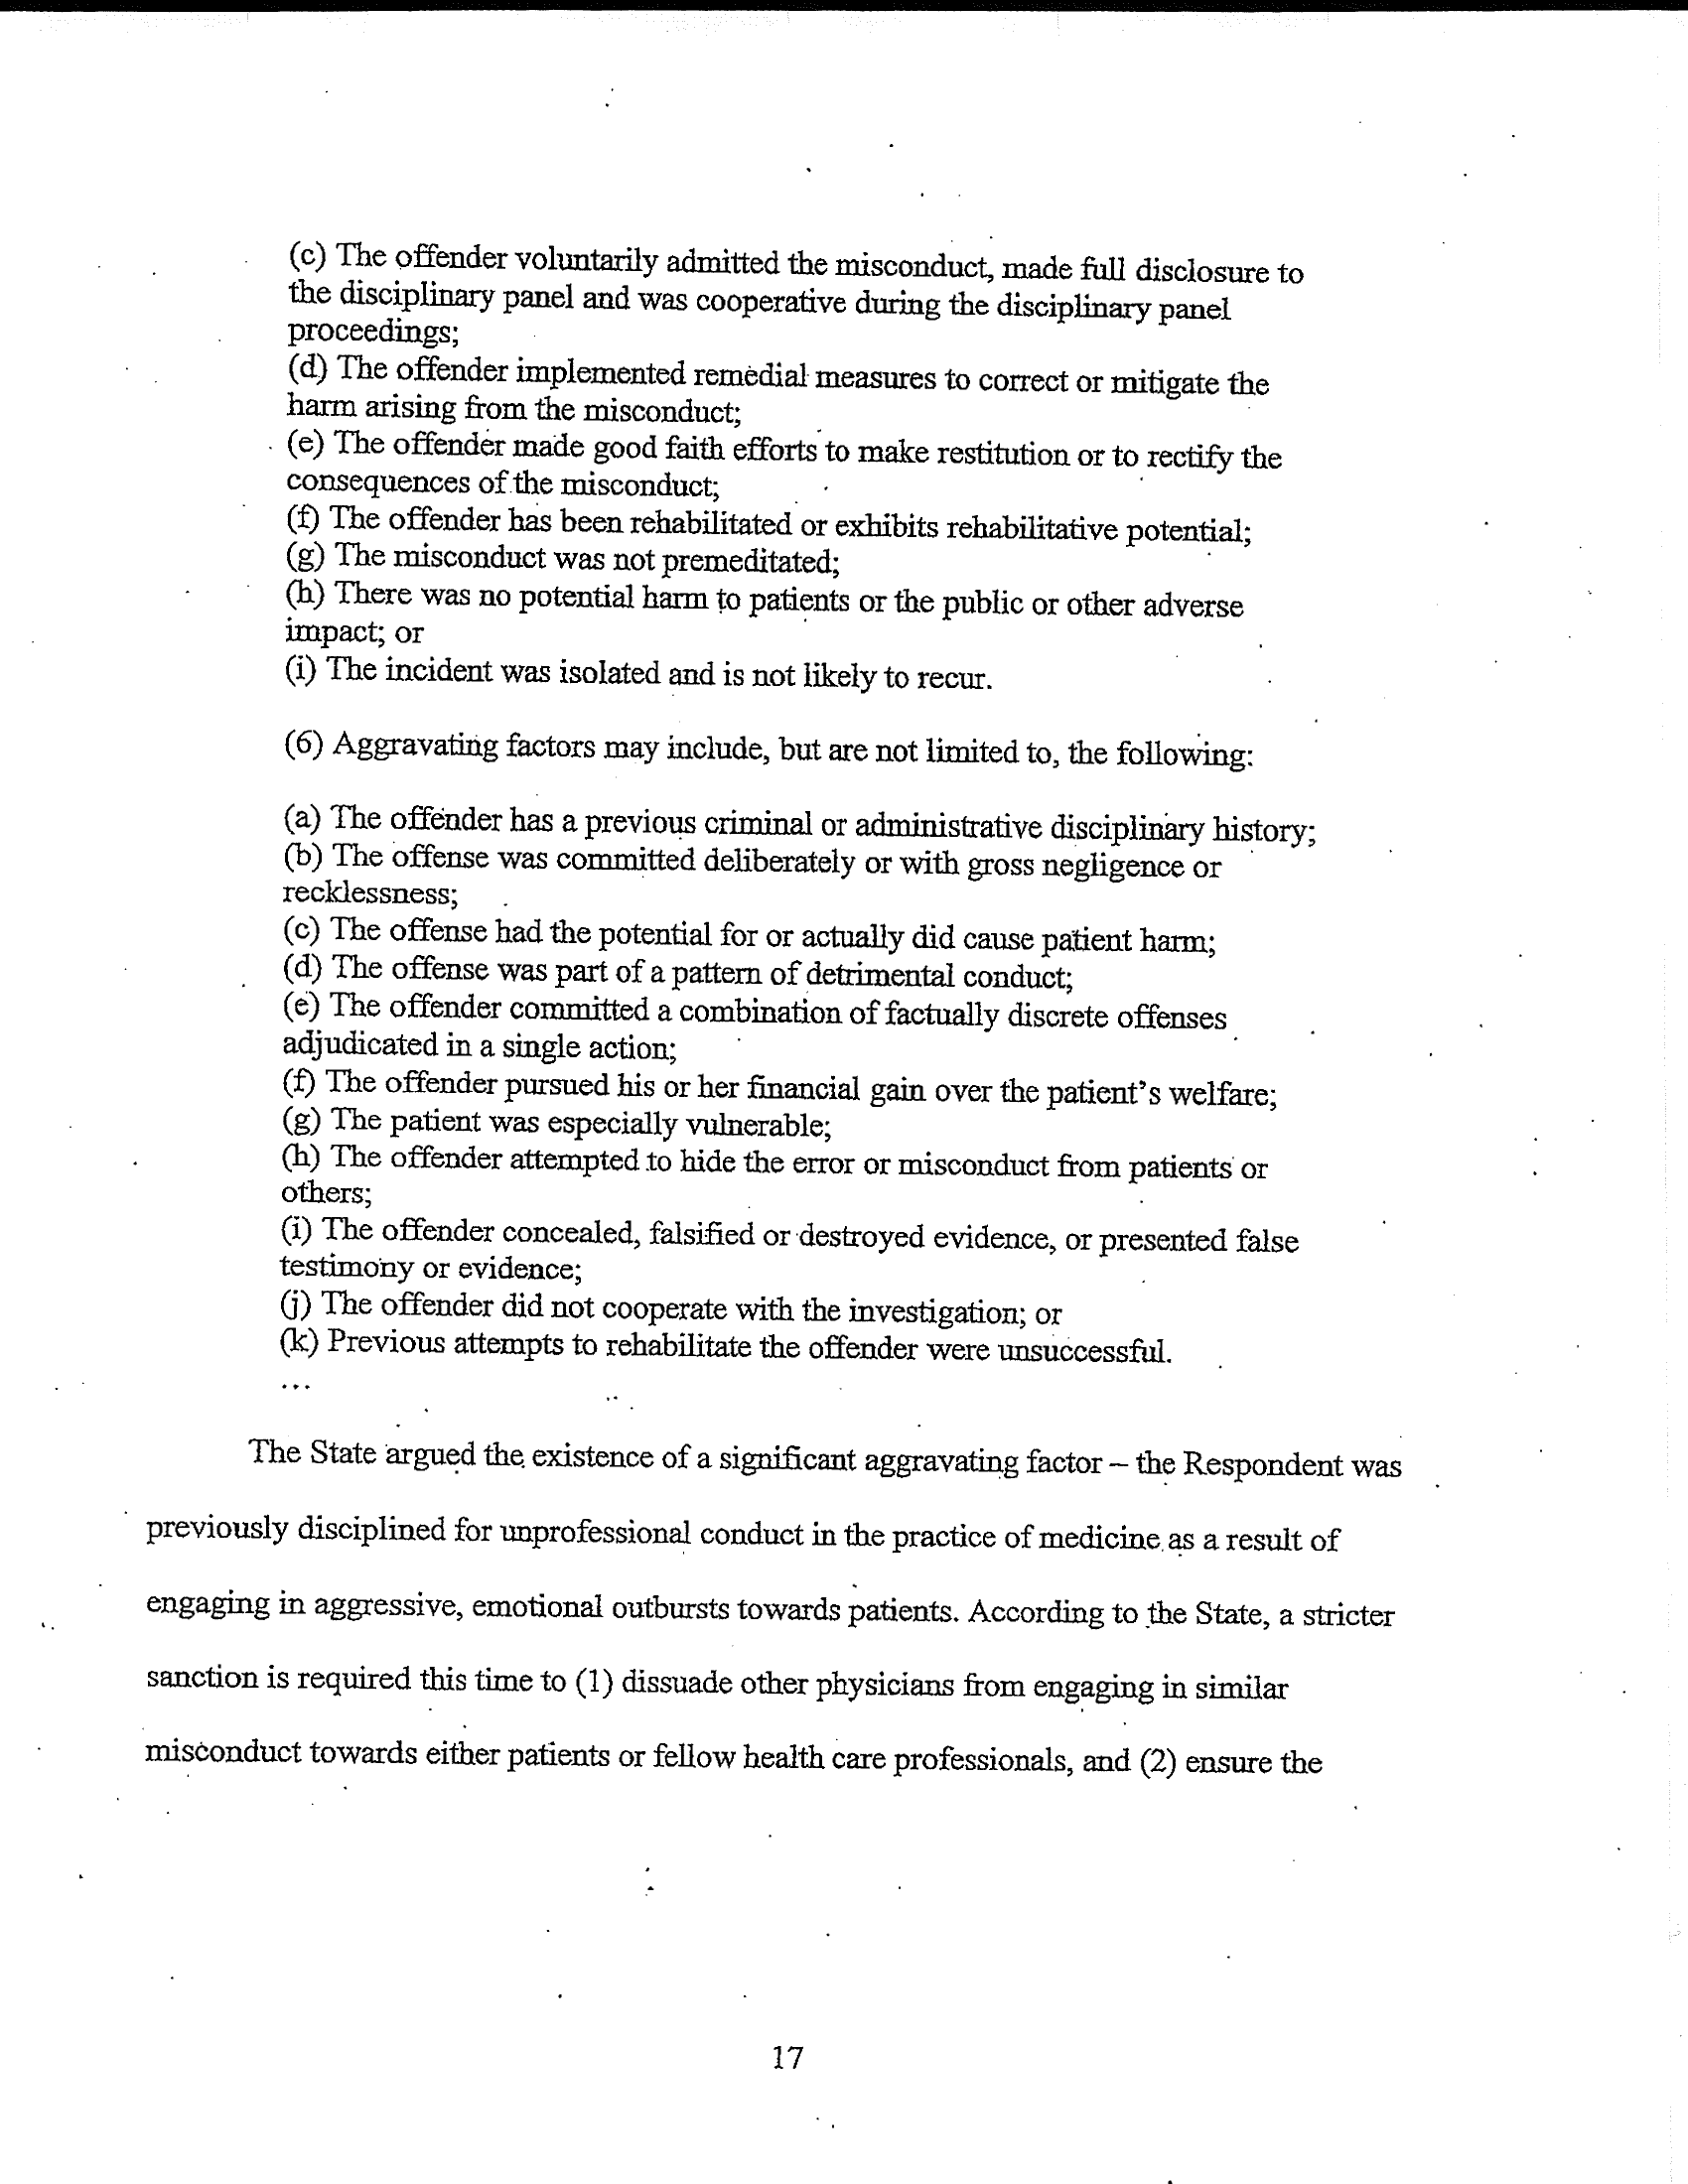 (c) The offender voluntarily admitted the misconduct, made full disclosure to
the disciplinary panel and was cooperative during the disciplinary panel
proceedings;
(d) The offender implemented remedial measures to correct or mitigate the
harm arising from the misconduct;
(e) The offender made good faith efforts to make restitution or to rectify the
consequences of the misconduct;
(f) The offender has been rehabilitated or exhibits rehabilitative potential;
(g) The misconduct was not premeditated;
(h) There was no potential harm to patients or the public or other adverse
impact; or
(i) The incident was isolated and is not likely to recur.
(6) Aggravating factors may include, but are not limited to, the following:
(a) The offender has a previous criminal or administrative disciplinary history;
(b) The offense was committed deliberately or with gross negligence or
recklessness;
(c) The offense had the potential for or actually did cause patient harm;
(d) The offense was part of a pattern of detrimental conduct;
(e) The offender committed a combination of factually discrete offenses
adjudicated in a single action;
(f) The offender pursued his or her financial gain over the patient's welfare;
(g) The patient was especially vulnerable;
(h) The offender attempted to hide the error or misconduct from patients or
others;
(i) The offender concealed, falsified or destroyed evidence, or presented false
testimony or evidence;
(j) The offender did not cooperate with the investigation; or
(k) Previous attempts to rehabilitate the offender were unsuccessful.
...
The State argued the existence of a significant aggravating factor – the Respondent was
previously disciplined for unprofessional conduct in the practice of medicine as a result of
engaging in aggressive, emotional outbursts towards patients. According to the State, a stricter
sanction is required this time to (1) dissuade other physicians from engaging in similar
misconduct towards either patients or fellow health care professionals, and (2) ensure the
17